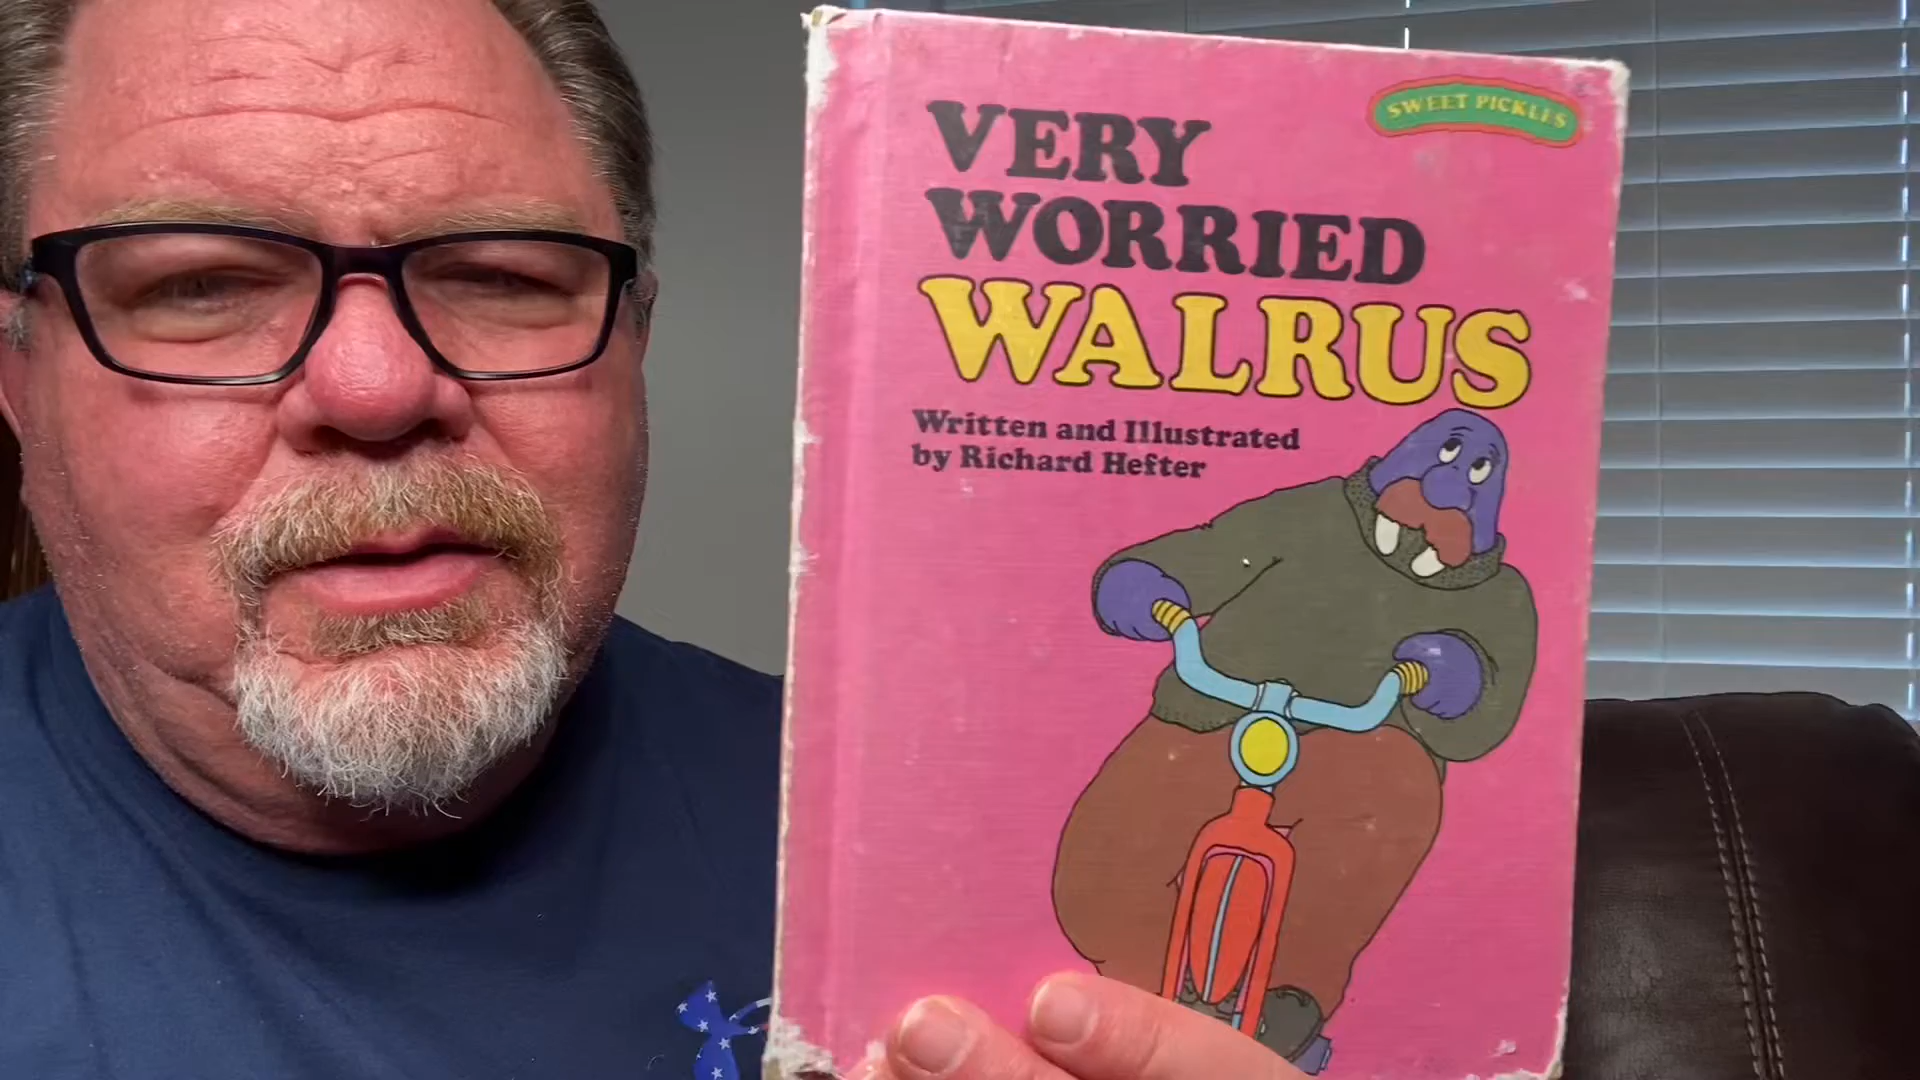 SWEET PICKLES
VERY
WORRIED
WALRUS
Written and Illustrated
by Richard Hefter